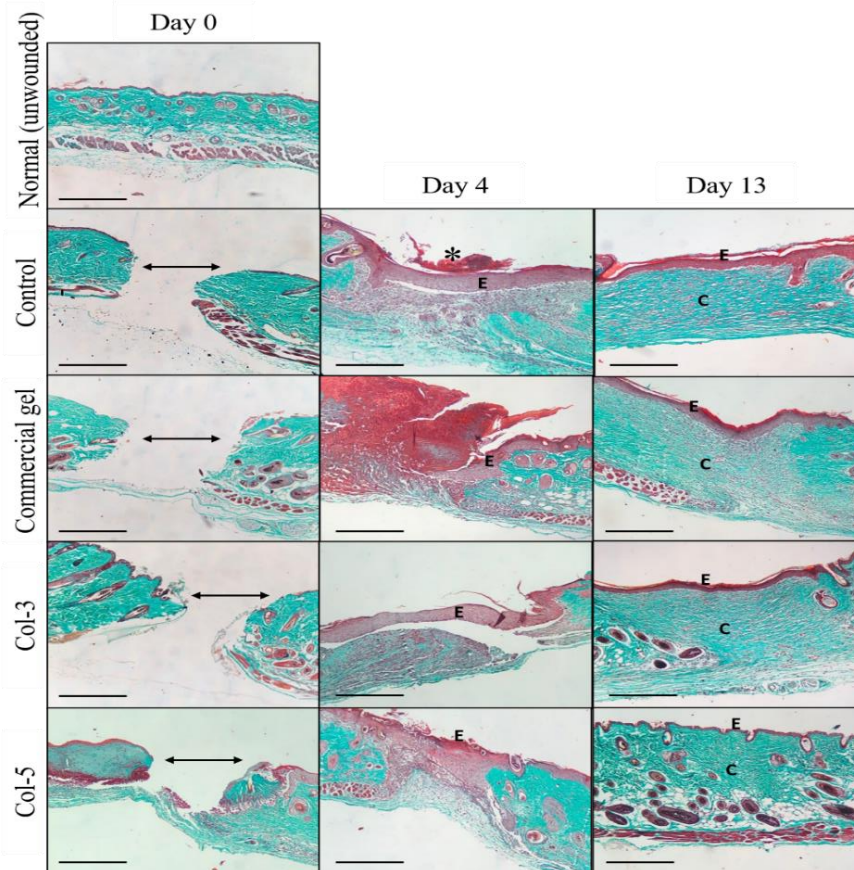 Day 0
Normal (unwounded)
Day 4
Day 13
Control
*
E
E
C
Commercial gel
E
E
C
Col-3
E
E
C
Col-5
E
E
C